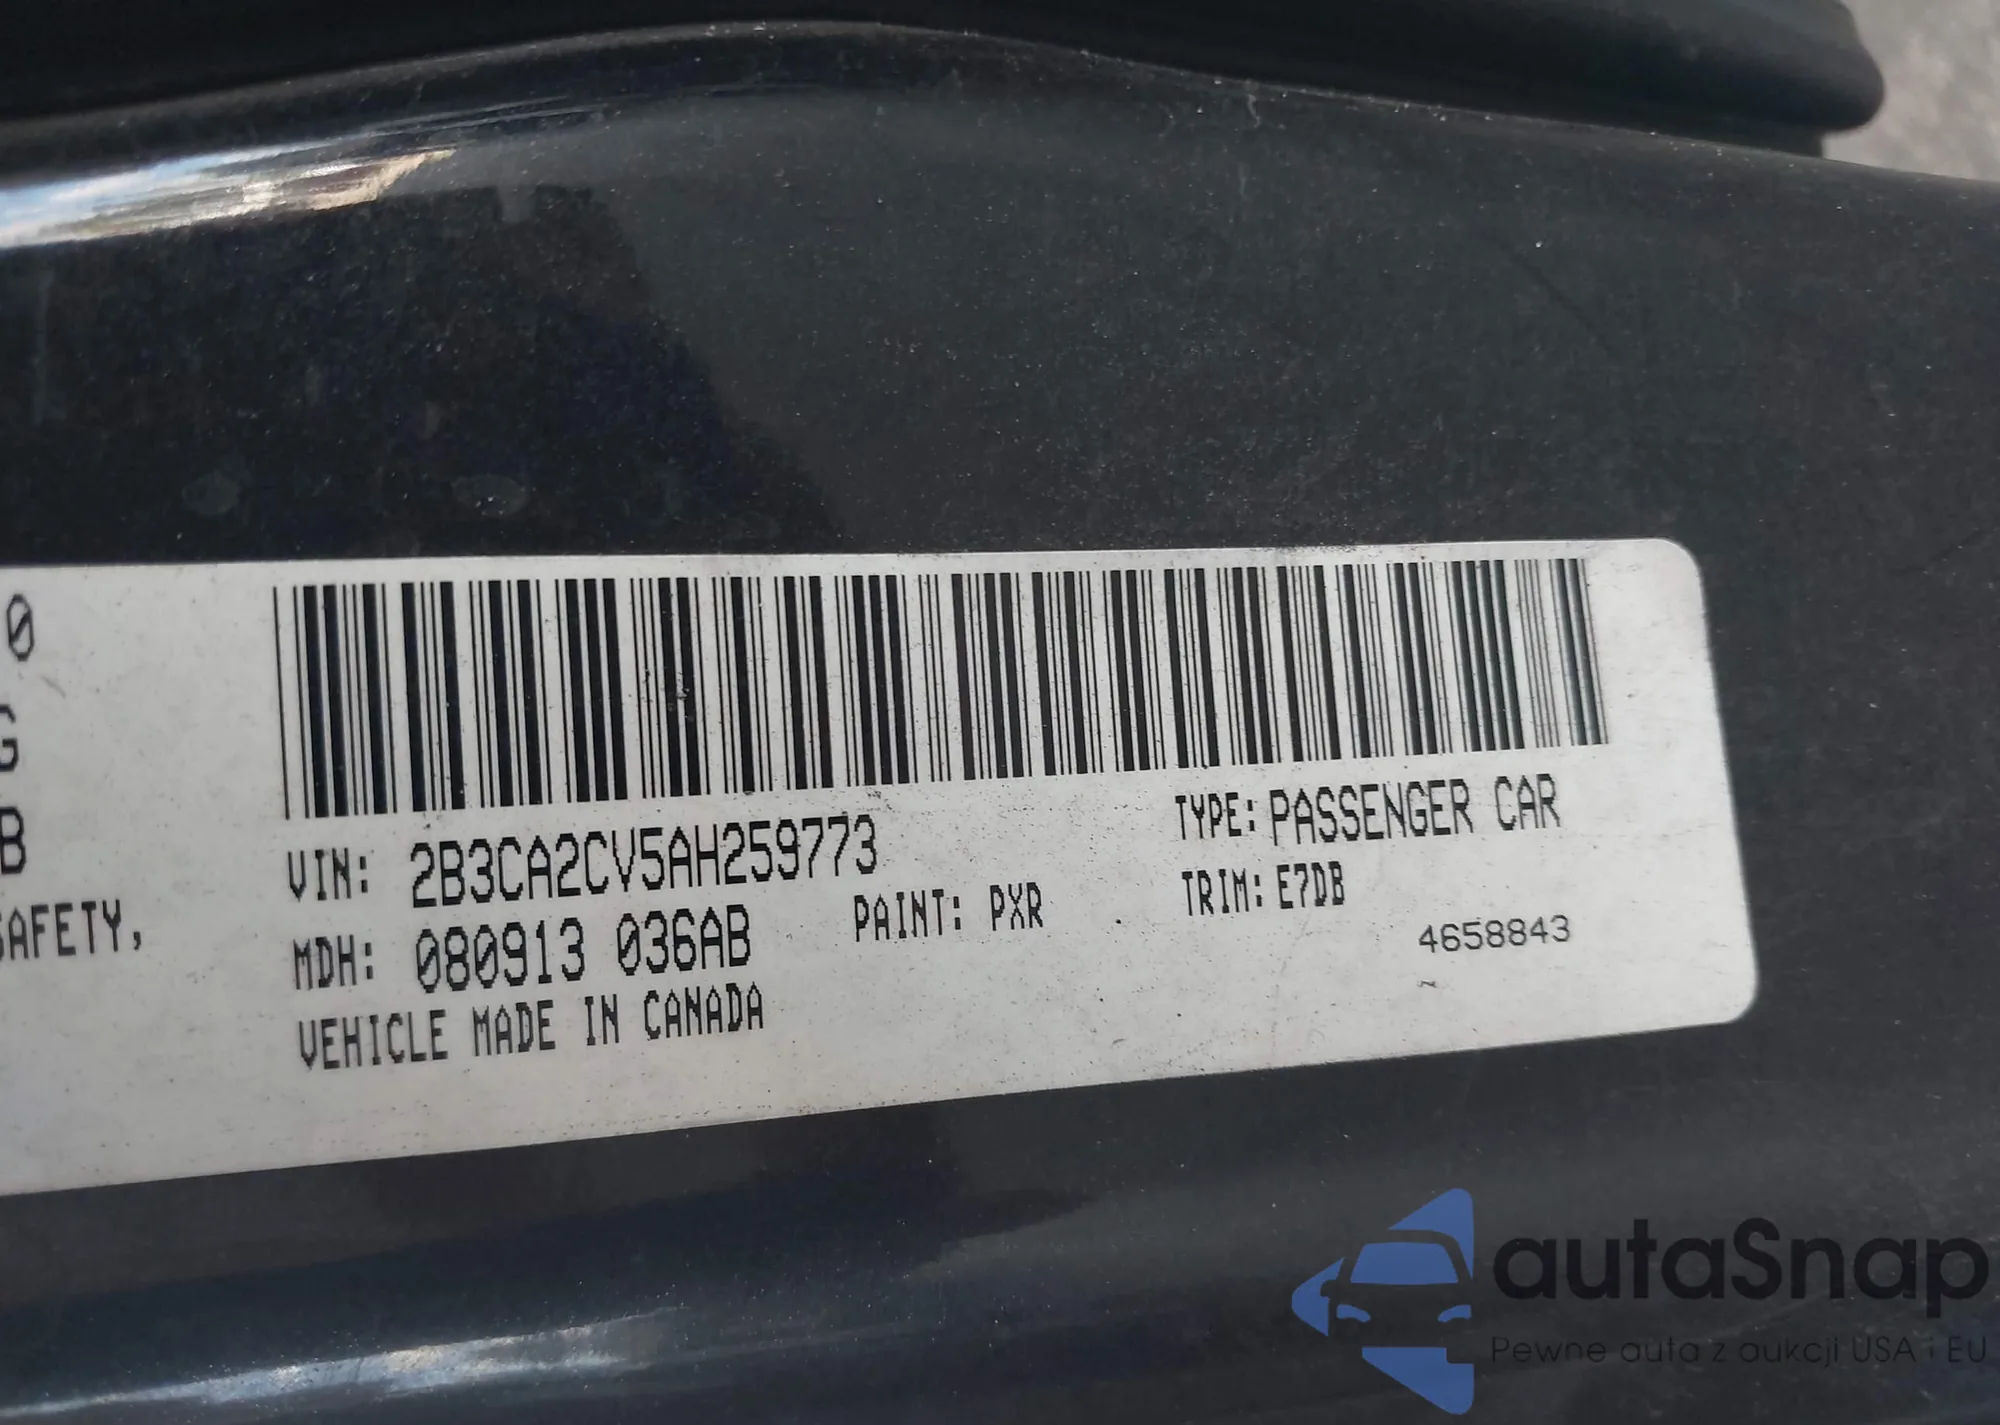 0
G
B
SAFETY,
VIN: 2B3CA2CV5AH259773
TYPE: PASSENGER CAR
MDH: 080913 036AB
PAINT: PXR
TRIM: E7DB
VEHICLE MADE IN CANADA
4658843
autaSnap
Pewne auta z aukcji USA i EU